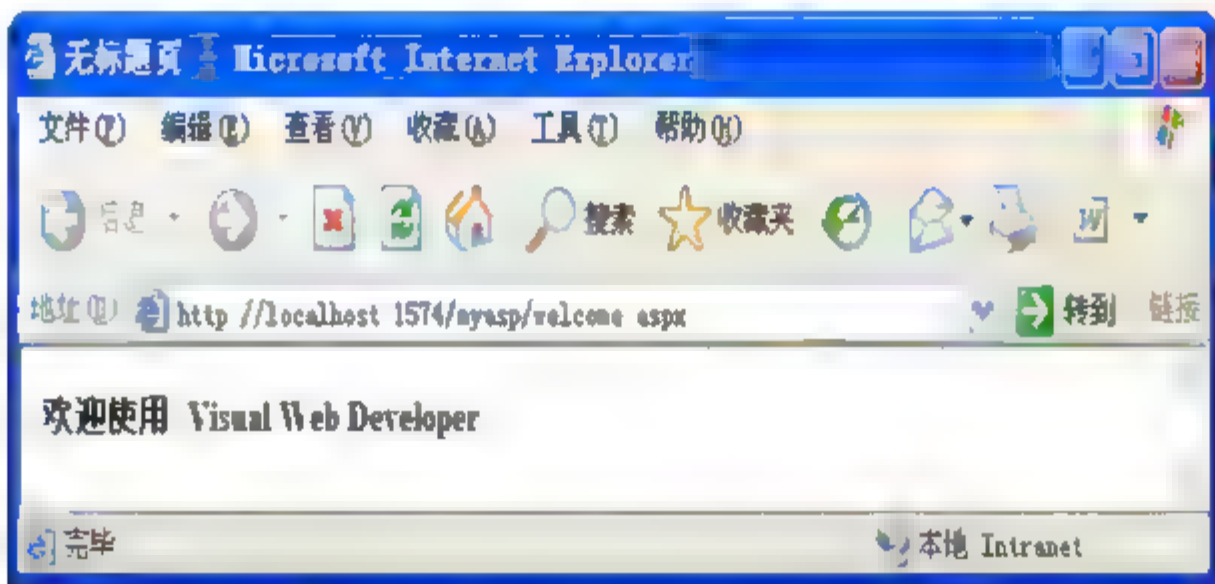 无标题页 - Microsoft Internet Explorer
文件(F) 编辑(E) 查看(V) 收藏(A) 工具(T) 帮助(H)
后退 搜索 收藏夹
地址(D) http://localhost:1574/myasp/welcome.aspx 转到 链接
欢迎使用 Visual Web Developer
完毕 本地 Intranet